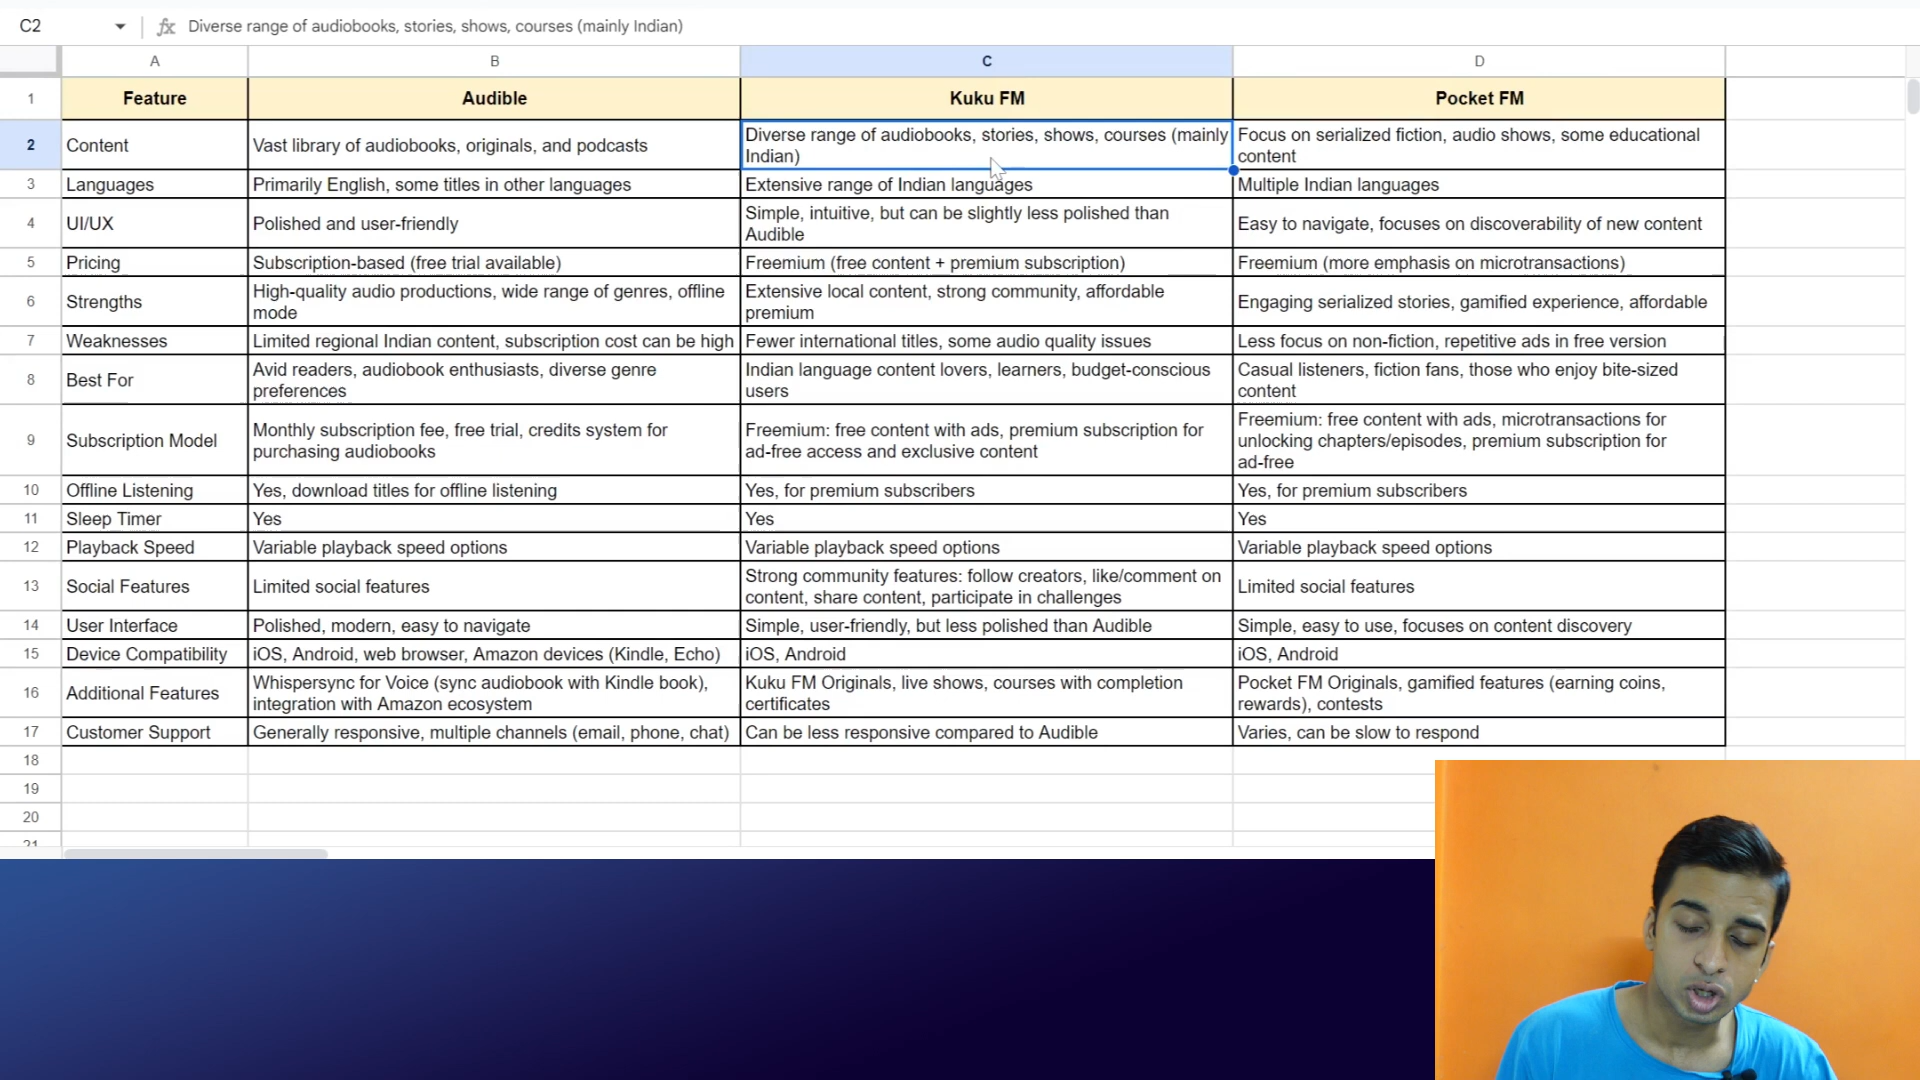 C2
fx Diverse range of audiobooks, stories, shows, courses (mainly Indian)
A B C D
1 Feature Audible Kuku FM Pocket FM
2 Content Vast library of audiobooks, originals, and podcasts
Diverse range of audiobooks, stories, shows, courses (mainly
Indian)
Focus on serialized fiction, audio shows, some educational
content
3 Languages Primarily English, some titles in other languages Extensive range of Indian languages Multiple Indian languages
4 UI/UX Polished and user-friendly
Simple, intuitive, but can be slightly less polished than
Audible
Easy to navigate, focuses on discoverability of new content
5 Pricing Subscription-based (free trial available) Freemium (free content + premium subscription) Freemium (more emphasis on microtransactions)
6 Strengths
High-quality audio productions, wide range of genres, offline
mode
Extensive local content, strong community, affordable
premium
Engaging serialized stories, gamified experience, affordable
7 Weaknesses Limited regional Indian content, subscription cost can be high Fewer international titles, some audio quality issues Less focus on non-fiction, repetitive ads in free version
8 Best For
Avid readers, audiobook enthusiasts, diverse genre
preferences
Indian language content lovers, learners, budget-conscious
users
Casual listeners, fiction fans, those who enjoy bite-sized
content
9 Subscription Model
Monthly subscription fee, free trial, credits system for
purchasing audiobooks
Freemium: free content with ads, premium subscription for
ad-free access and exclusive content
Freemium: free content with ads, microtransactions for
unlocking chapters/episodes, premium subscription for
ad-free
10 Offline Listening Yes, download titles for offline listening Yes, for premium subscribers Yes, for premium subscribers
11 Sleep Timer Yes Yes Yes
12 Playback Speed Variable playback speed options Variable playback speed options Variable playback speed options
13 Social Features Limited social features
Strong community features: follow creators, like/comment on
content, share content, participate in challenges
Limited social features
14 User Interface Polished, modern, easy to navigate Simple, user-friendly, but less polished than Audible Simple, easy to use, focuses on content discovery
15 Device Compatibility iOS, Android, web browser, Amazon devices (Kindle, Echo) iOS, Android iOS, Android
16 Additional Features
Whispersync for Voice (sync audiobook with Kindle book),
integration with Amazon ecosystem
Kuku FM Originals, live shows, courses with completion
certificates
Pocket FM Originals, gamified features (earning coins,
rewards), contests
17 Customer Support Generally responsive, multiple channels (email, phone, chat) Can be less responsive compared to Audible Varies, can be slow to respond
18
19
20
21